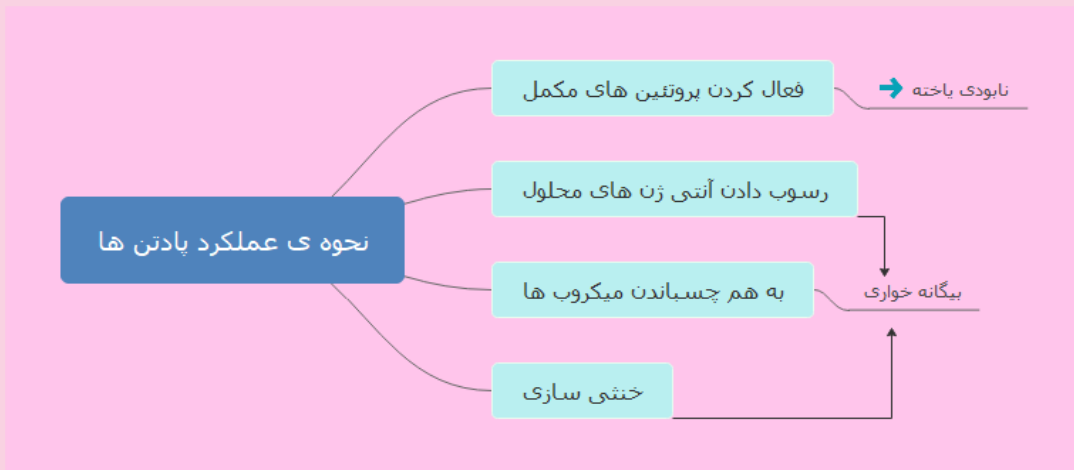 نحوه ی عملکرد پادتن ها
فعال کردن پروتئین های مکمل
نابودی یاخته
رسوب دادن آنتی ژن های محلول
به هم چسباندن میکروب ها
بیگانه خواری
خنثی سازی